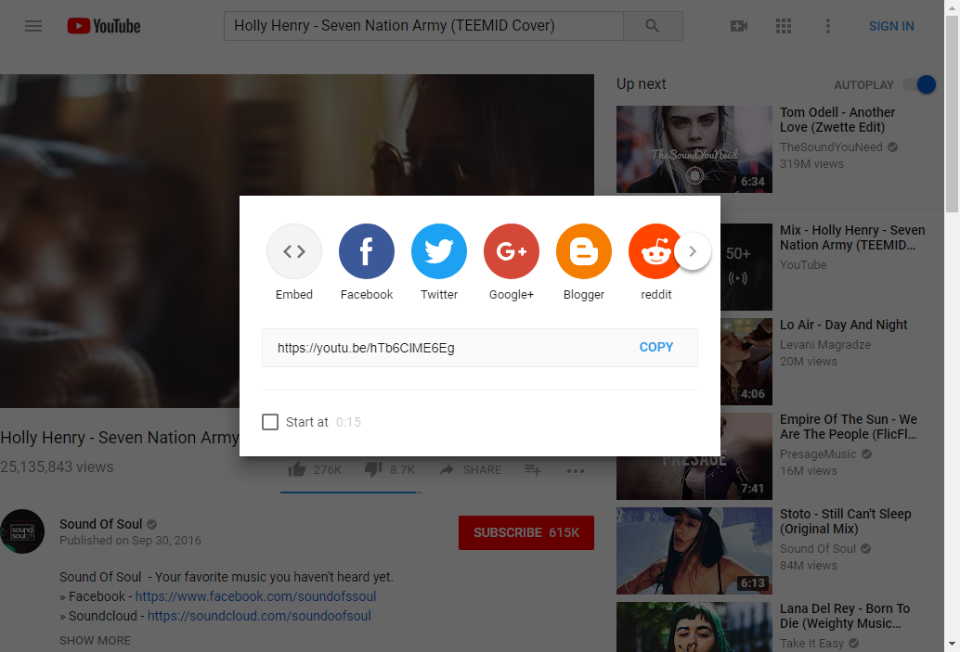 YouTube
Holly Henry - Seven Nation Army (TEEMID Cover)
SIGN IN
Up next
AUTOPLAY
TheSoundYouNeed
6:34
Tom Odell - Another
Love (Zwette Edit)
TheSoundYouNeed
319M views
50+
Mix - Holly Henry - Seven
Nation Army (TEEMID...
YouTube
4:06
Lo Air - Day And Night
Levani Magradze
20M views
PRESAGE
7:41
Empire Of The Sun - We
Are The People (FlicFl...
PresageMusic
16M views
6:13
Stoto - Still Can't Sleep
(Original Mix)
Sound Of Soul
84M views
Lana Del Rey - Born To
Die (Weighty Music...
Take It Easy
Embed
Facebook
Twitter
Google+
Blogger
reddit
https://youtu.be/hTb6CIME6Eg
COPY
Start at 0:15
Holly Henry - Seven Nation Army
25,135,843 views
276K
8.7K
SHARE
sound
soul
Sound Of Soul
Published on Sep 30, 2016
SUBSCRIBE 615K
Sound Of Soul - Your favorite music you haven't heard yet.
» Facebook - https://www.facebook.com/soundofssoul
» Soundcloud - https://soundcloud.com/soundoofsoul
SHOW MORE